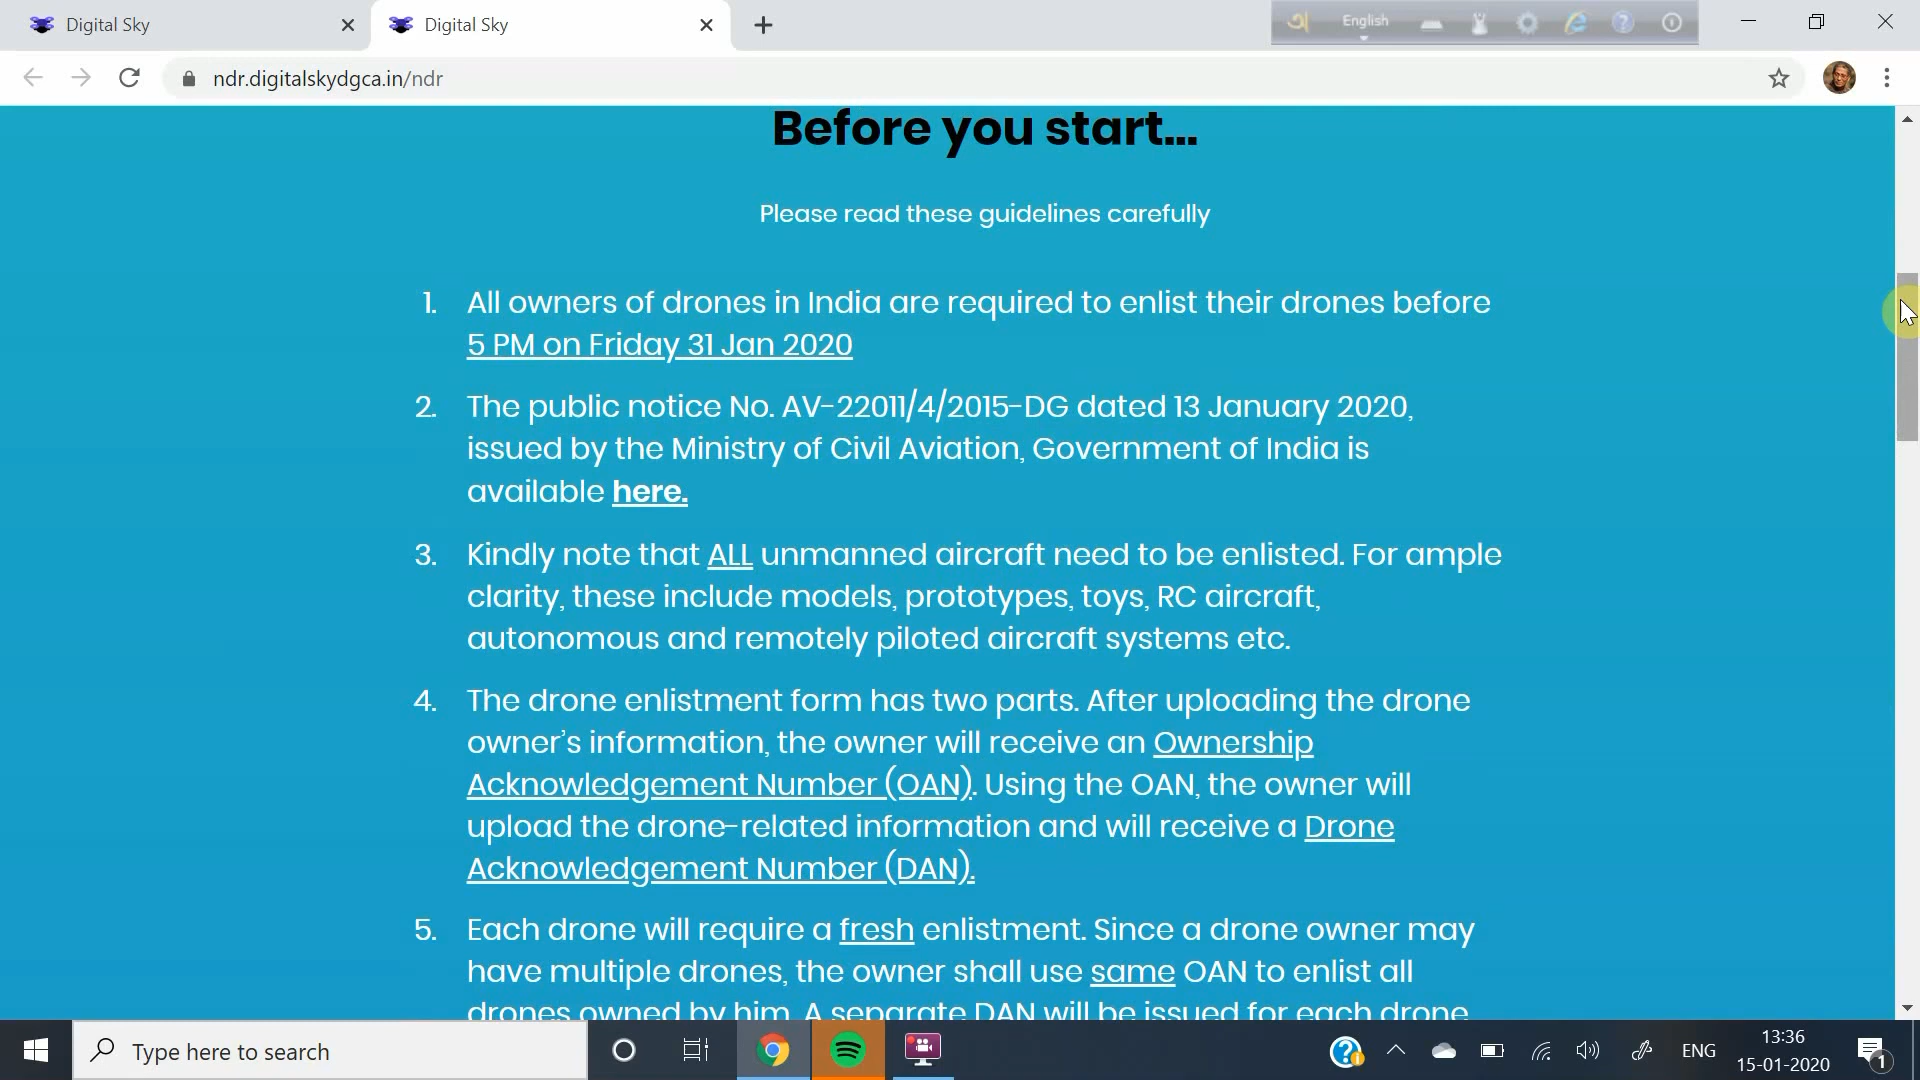 Digital Sky
Digital Sky
English
ndr.digitalskydgca.in/ndr
Before you start...
Please read these guidelines carefully
1. All owners of drones in India are required to enlist their drones before
5 PM on Friday 31 Jan 2020
2. The public notice No. AV-22011/4/2015-DG dated 13 January 2020,
issued by the Ministry of Civil Aviation, Government of India is
available here.
3. Kindly note that ALL unmanned aircraft need to be enlisted. For ample
clarity, these include models, prototypes, toys, RC aircraft,
autonomous and remotely piloted aircraft systems etc.
4. The drone enlistment form has two parts. After uploading the drone
owner's information, the owner will receive an Ownership
Acknowledgement Number (OAN). Using the OAN, the owner will
upload the drone-related information and will receive a Drone
Acknowledgement Number (DAN).
5. Each drone will require a fresh enlistment. Since a drone owner may
have multiple drones, the owner shall use same OAN to enlist all
drones owned by him. A separate DAN will be issued for each drone
Type here to search
ENG
13:36
15-01-2020
1